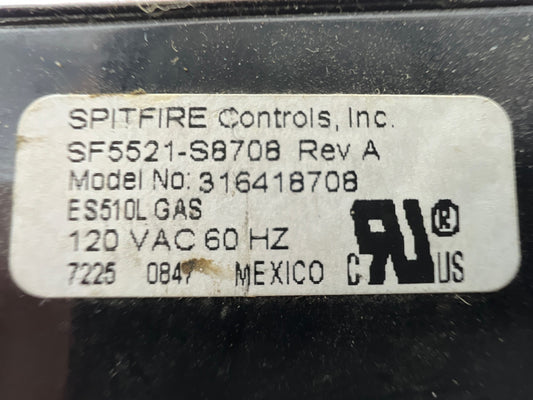 SPITFIRE Controls, Inc.
SF5521-S8708 Rev A
Model No: 316418708
ES510L GAS
120 VAC 60 HZ
7225 0847 MEXICO C RU ® US